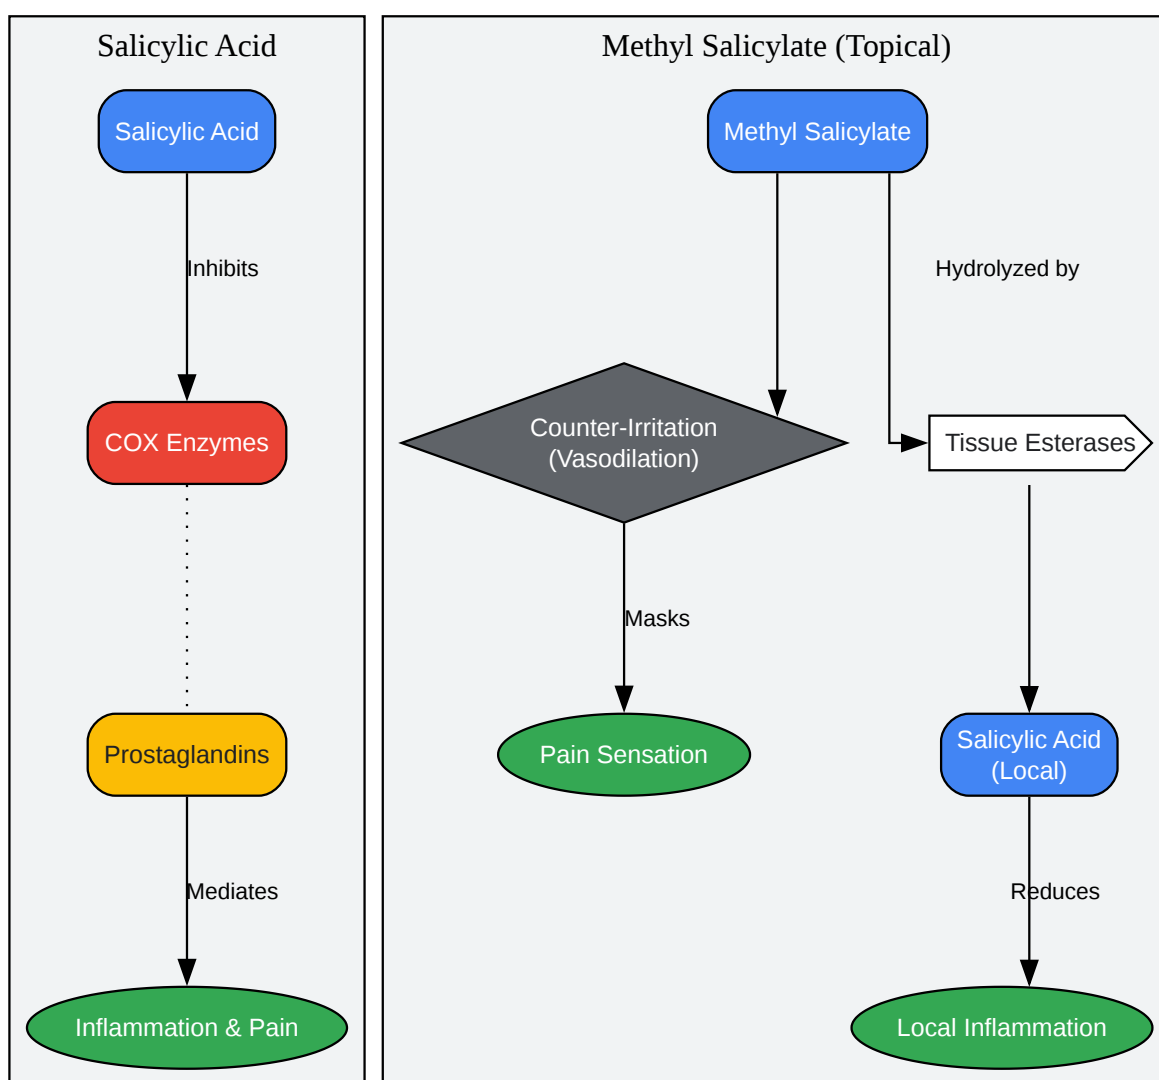 Salicylic Acid
Salicylic Acid
Inhibits
COX Enzymes
Prostaglandins
Mediates
Inflammation & Pain
Methyl Salicylate (Topical)
Methyl Salicylate
Hydrolyzed by
Counter-Irritation
(Vasodilation)
Tissue Esterases
Masks
Pain Sensation
Salicylic Acid
(Local)
Reduces
Local Inflammation